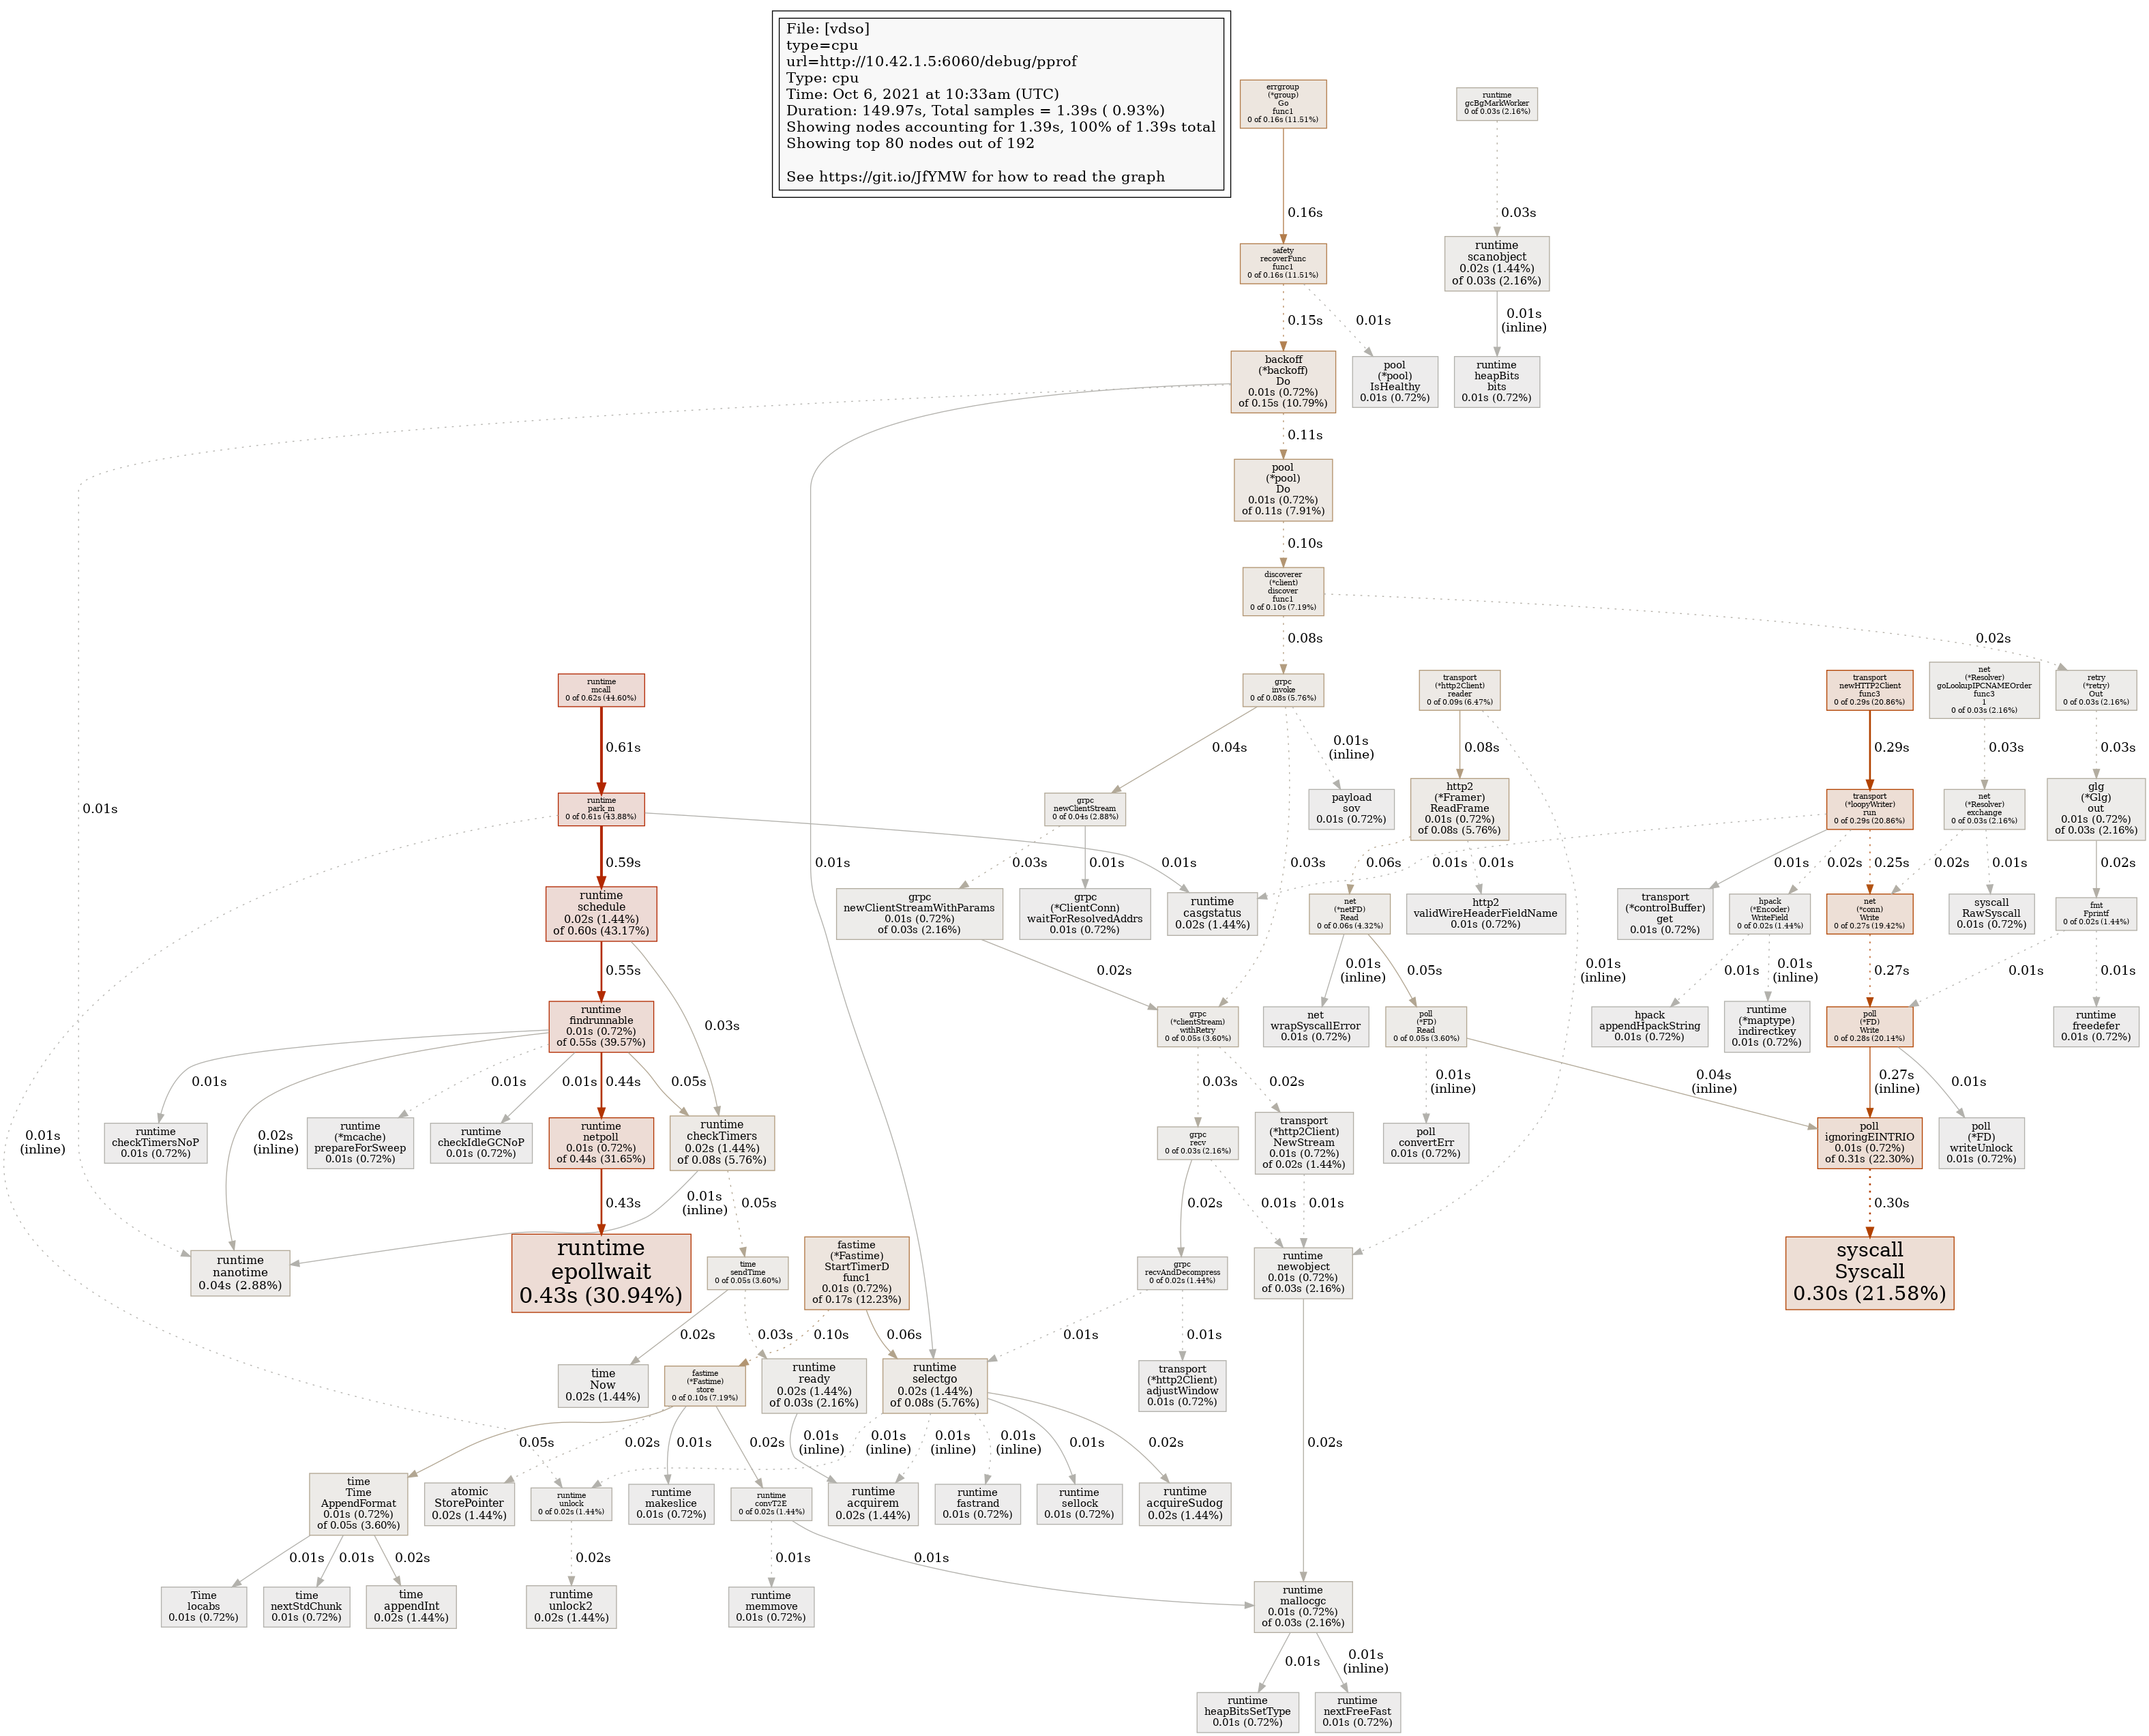 File: [vdso]
type=cpu
url=http://10.42.1.5:6060/debug/pprof
Type: cpu
Time: Oct 6, 2021 at 10:33am (UTC)
Duration: 149.97s, Total samples = 1.39s ( 0.93%)
Showing nodes accounting for 1.39s, 100% of 1.39s total
Showing top 80 nodes out of 192
See https://git.io/JfYMW for how to read the graph
errgroup
(*group)
Go
func1
0 of 0.16s (11.51%)
runtime
gcBgMarkWorker
0 of 0.03s (2.16%)
0.16s
0.03s
safety
recoverFunc
func1
0 of 0.16s (11.51%)
runtime
scanobject
0.02s (1.44%)
of 0.03s (2.16%)
0.15s
0.01s
0.01s
(inline)
backoff
(*backoff)
Do
0.01s (0.72%)
of 0.15s (10.79%)
pool
(*pool)
IsHealthy
0.01s (0.72%)
runtime
heapBits
bits
0.01s (0.72%)
0.01s
0.01s
0.11s
pool
(*pool)
Do
0.01s (0.72%)
of 0.11s (7.91%)
0.10s
discoverer
(*client)
discover
func1
0 of 0.10s (7.19%)
0.08s
0.02s
runtime
mcall
0 of 0.62s (44.60%)
grpc
invoke
0 of 0.08s (5.76%)
transport
(*http2Client)
reader
0 of 0.09s (6.47%)
transport
newHTTP2Client
func3
0 of 0.29s (20.86%)
net
(*Resolver)
goLookupIPCNAMEOrder
func3
1
0 of 0.03s (2.16%)
retry
(*retry)
Out
0 of 0.03s (2.16%)
0.61s
0.04s
0.03s
0.01s
(inline)
0.08s
0.01s
(inline)
0.29s
0.03s
0.03s
runtime
park_m
0 of 0.61s (43.88%)
grpc
newClientStream
0 of 0.04s (2.88%)
payload
sov
0.01s (0.72%)
http2
(*Framer)
ReadFrame
0.01s (0.72%)
of 0.08s (5.76%)
transport
(*loopyWriter)
run
0 of 0.29s (20.86%)
net
(*Resolver)
exchange
0 of 0.03s (2.16%)
glg
(*Glg)
out
0.01s (0.72%)
of 0.03s (2.16%)
0.01s
(inline)
0.59s
0.01s
0.03s
0.01s
0.06s
0.01s
0.01s
0.01s
0.02s
0.25s
0.02s
0.01s
0.02s
runtime
schedule
0.02s (1.44%)
of 0.60s (43.17%)
grpc
newClientStreamWithParams
0.01s (0.72%)
of 0.03s (2.16%)
grpc
(*ClientConn)
waitForResolvedAddrs
0.01s (0.72%)
runtime
casgstatus
0.02s (1.44%)
net
(*netFD)
Read
0 of 0.06s (4.32%)
http2
validWireHeaderFieldName
0.01s (0.72%)
transport
(*controlBuffer)
get
0.01s (0.72%)
hpack
(*Encoder)
WriteField
0 of 0.02s (1.44%)
net
(*conn)
Write
0 of 0.27s (19.42%)
syscall
RawSyscall
0.01s (0.72%)
fmt
Fprintf
0 of 0.02s (1.44%)
0.55s
0.03s
0.02s
0.01s
(inline)
0.05s
0.01s
0.01s
(inline)
0.27s
0.01s
0.01s
runtime
findrunnable
0.01s (0.72%)
of 0.55s (39.57%)
grpc
(*clientStream)
withRetry
0 of 0.05s (3.60%)
net
wrapSyscallError
0.01s (0.72%)
poll
(*FD)
Read
0 of 0.05s (3.60%)
hpack
appendHpackString
0.01s (0.72%)
runtime
(*maptype)
indirectkey
0.01s (0.72%)
poll
(*FD)
Write
0 of 0.28s (20.14%)
runtime
freedefer
0.01s (0.72%)
0.01s
0.02s
(inline)
0.01s
0.01s
0.44s
0.05s
0.03s
0.02s
0.01s
(inline)
0.04s
(inline)
0.27s
(inline)
0.01s
runtime
checkTimersNoP
0.01s (0.72%)
runtime
(*mcache)
prepareForSweep
0.01s (0.72%)
runtime
checkIdleGCNoP
0.01s (0.72%)
runtime
netpoll
0.01s (0.72%)
of 0.44s (31.65%)
runtime
checkTimers
0.02s (1.44%)
of 0.08s (5.76%)
grpc
recv
0 of 0.03s (2.16%)
transport
(*http2Client)
NewStream
0.01s (0.72%)
of 0.02s (1.44%)
poll
convertErr
0.01s (0.72%)
poll
ignoringEINTRIO
0.01s (0.72%)
of 0.31s (22.30%)
poll
(*FD)
writeUnlock
0.01s (0.72%)
0.43s
0.01s
(inline)
0.05s
0.02s
0.01s
0.01s
0.30s
runtime
nanotime
0.04s (2.88%)
runtime
epollwait
0.43s (30.94%)
time
sendTime
0 of 0.05s (3.60%)
fastime
(*Fastime)
StartTimerD
func1
0.01s (0.72%)
of 0.17s (12.23%)
grpc
recvAndDecompress
0 of 0.02s (1.44%)
runtime
newobject
0.01s (0.72%)
of 0.03s (2.16%)
syscall
Syscall
0.30s (21.58%)
0.02s
0.03s
0.10s
0.06s
0.01s
0.01s
0.02s
time
Now
0.02s (1.44%)
fastime
(*Fastime)
store
0 of 0.10s (7.19%)
runtime
ready
0.02s (1.44%)
of 0.03s (2.16%)
runtime
selectgo
0.02s (1.44%)
of 0.08s (5.76%)
transport
(*http2Client)
adjustWindow
0.01s (0.72%)
0.05s
0.02s
0.01s
0.02s
0.01s
(inline)
0.01s
(inline)
0.01s
(inline)
0.01s
(inline)
0.01s
0.02s
time
Time
AppendFormat
0.01s (0.72%)
of 0.05s (3.60%)
atomic
StorePointer
0.02s (1.44%)
runtime
unlock
0 of 0.02s (1.44%)
runtime
makeslice
0.01s (0.72%)
runtime
convT2E
0 of 0.02s (1.44%)
runtime
acquirem
0.02s (1.44%)
runtime
fastrand
0.01s (0.72%)
runtime
sellock
0.01s (0.72%)
runtime
acquireSudog
0.02s (1.44%)
0.01s
0.01s
0.02s
0.02s
0.01s
0.01s
Time
locabs
0.01s (0.72%)
time
nextStdChunk
0.01s (0.72%)
time
appendInt
0.02s (1.44%)
runtime
unlock2
0.02s (1.44%)
runtime
memmove
0.01s (0.72%)
runtime
mallocgc
0.01s (0.72%)
of 0.03s (2.16%)
0.01s
0.01s
(inline)
runtime
heapBitsSetType
0.01s (0.72%)
runtime
nextFreeFast
0.01s (0.72%)